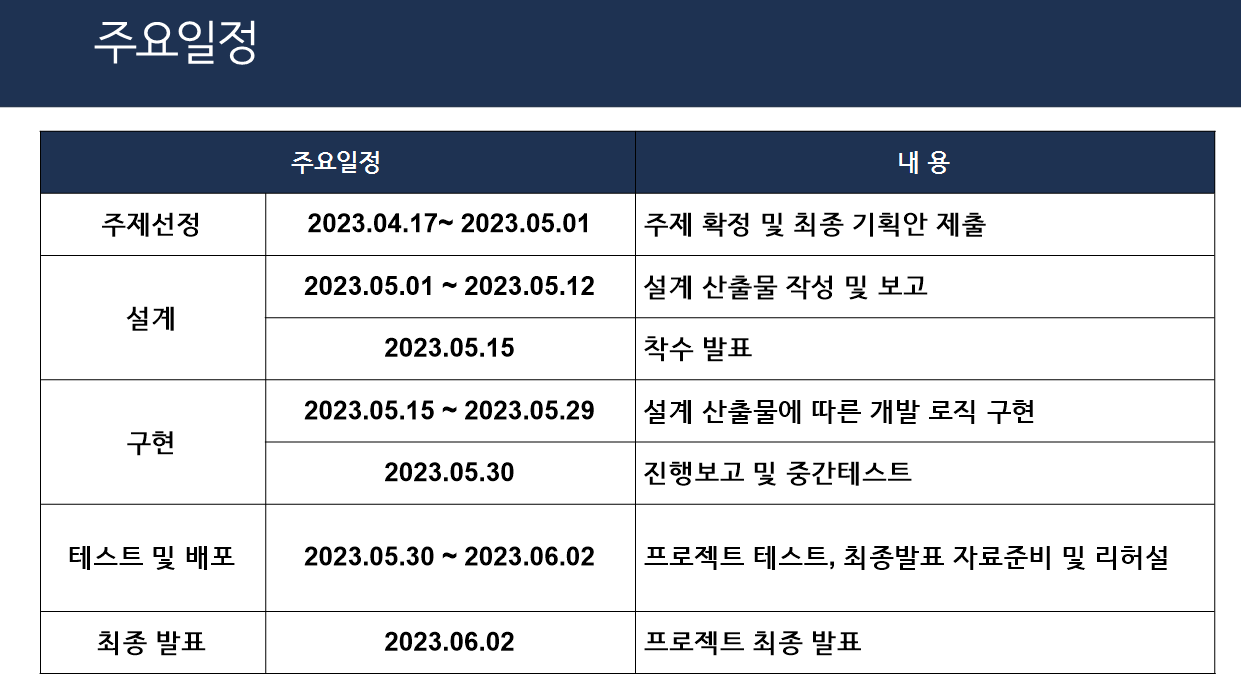 주요일정
주요일정 내 용
주제선정 2023.04.17~ 2023.05.01 주제 확정 및 최종 기획안 제출
설계 2023.05.01 ~ 2023.05.12 설계 산출물 작성 및 보고
2023.05.15 착수 발표
구현 2023.05.15 ~ 2023.05.29 설계 산출물에 따른 개발 로직 구현
2023.05.30 진행보고 및 중간테스트
테스트 및 배포 2023.05.30 ~ 2023.06.02 프로젝트 테스트, 최종발표 자료준비 및 리허설
최종 발표 2023.06.02 프로젝트 최종 발표